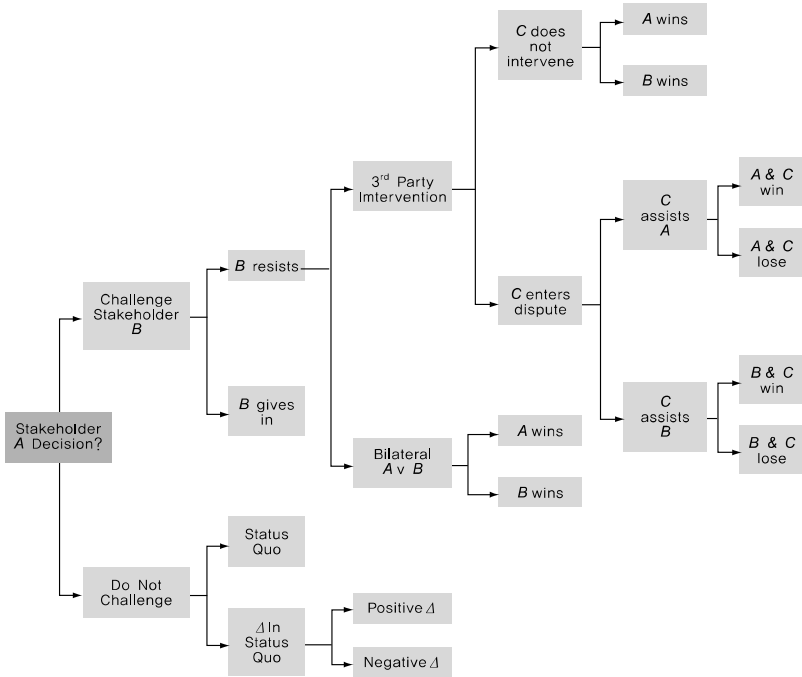 C does
not
intervene
A wins
B wins
3rd Party
Imtervention
A & C
win
C
assists
A
A & C
lose
B resists
Challenge
Stakeholder
B
C enters
dispute
B & C
win
B gives
in
C
assists
B
Stakeholder
A Decision?
A wins
Bilateral
A v B
B & C
lose
B wins
Status
Quo
Do Not
Challenge
Positive Δ
Δ In
Status
Quo
Negative Δ